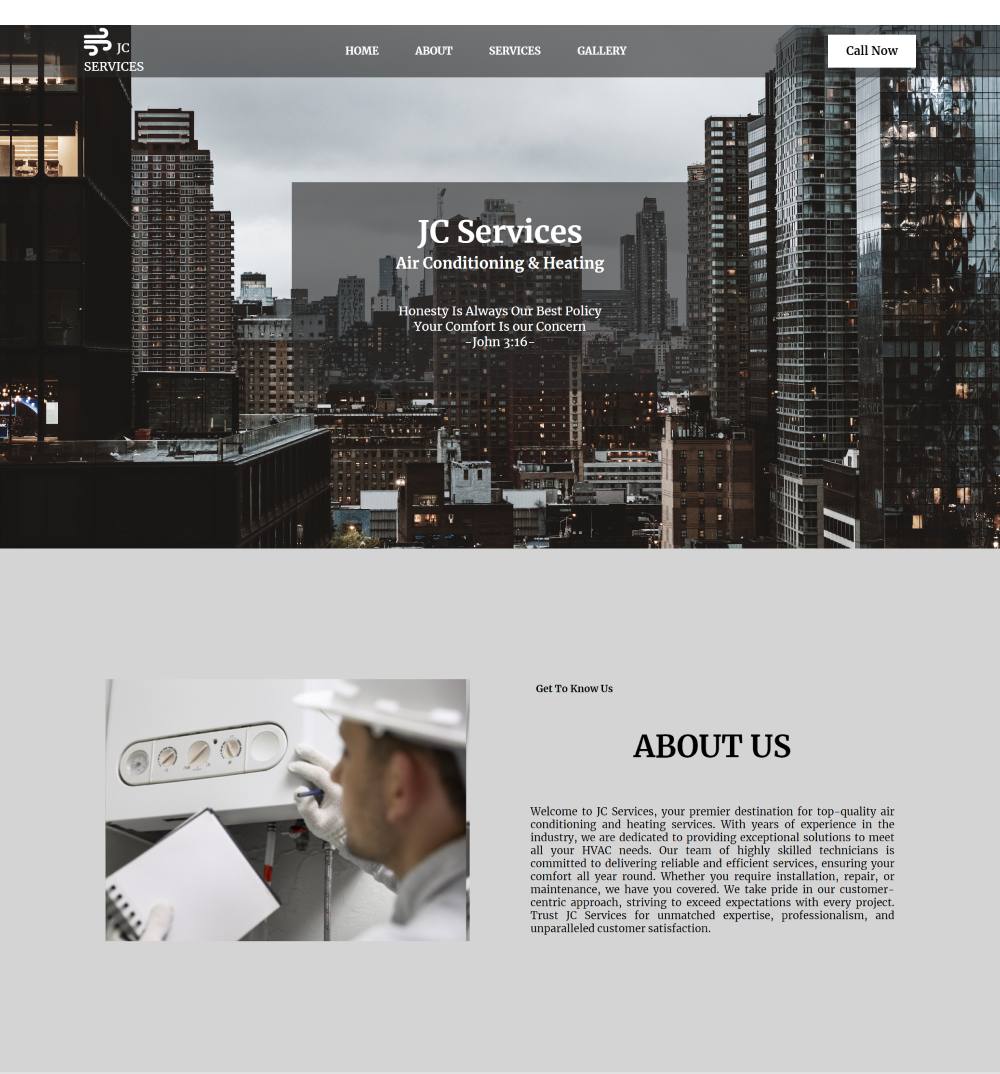 JC
SERVICES
HOME
ABOUT
SERVICES
GALLERY
Call Now
JC Services
Air Conditioning & Heating
Honesty Is Always Our Best Policy
Your Comfort Is our Concern
-John 3:16-
Get To Know Us
ABOUT US
Welcome to JC Services, your premier destination for top-quality air
conditioning and heating services. With years of experience in the
industry, we are dedicated to providing exceptional solutions to meet
all your HVAC needs. Our team of highly skilled technicians is
committed to delivering reliable and efficient services, ensuring your
comfort all year round. Whether you require installation, repair, or
maintenance, we have you covered. We take pride in our customer-
centric approach, striving to exceed expectations with every project.
Trust JC Services for unmatched expertise, professionalism, and
unparalleled customer satisfaction.